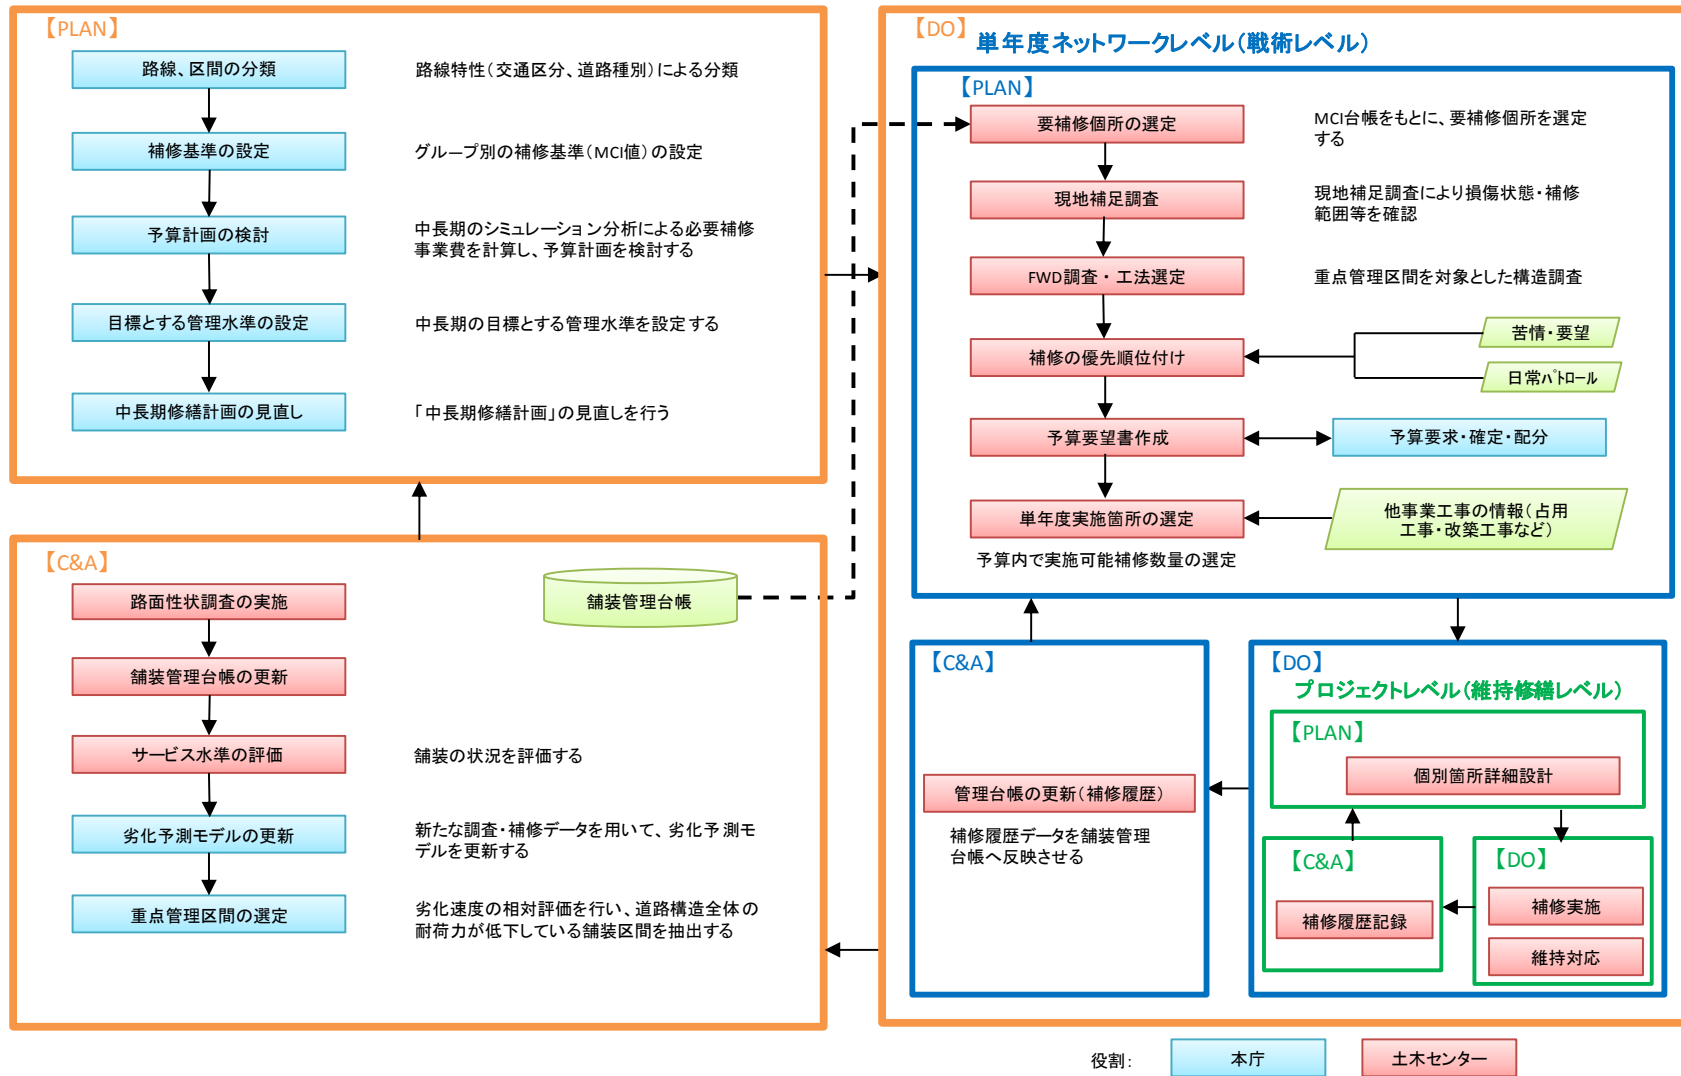 【PLAN】
路線、区間の分類
路線特性(交通区分、道路種別)による分類
補修基準の設定
グループ別の補修基準(MCI値)の設定
予算計画の検討
中長期のシミュレーション分析による必要補修
事業費を計算し、予算計画を検討する
目標とする管理水準の設定
中長期の目標とする管理水準を設定する
中長期修繕計画の見直し
「中長期修繕計画」の見直しを行う
【C&A】
路面性状調査の実施
舗装管理台帳の更新
サービス水準の評価
舗装の状況を評価する
劣化予測モデルの更新
新たな調査・補修データを用いて、劣化予測モ
デルを更新する
重点管理区間の選定
劣化速度の相対評価を行い、道路構造全体の
耐荷力が低下している舗装区間を抽出する
舗装管理台帳
【DO】
単年度ネットワークレベル(戦術レベル)
【PLAN】
要補修個所の選定
MCI台帳をもとに、要補修個所を選定
する
現地補足調査
現地補足調査により損傷状態・補修
範囲等を確認
FWD調査・工法選定
重点管理区間を対象とした構造調査
補修の優先順位付け
苦情・要望
日常パトロール
予算要望書作成
予算要求・確定・配分
単年度実施箇所の選定
他事業工事の情報(占用
工事・改築工事など)
予算内で実施可能補修数量の選定
【C&A】
管理台帳の更新(補修履歴)
補修履歴データを舗装管理
台帳へ反映させる
【DO】
プロジェクトレベル(維持修繕レベル)
【PLAN】
個別箇所詳細設計
【C&A】
補修履歴記録
【DO】
補修実施
維持対応
役割:
本庁
土木センター